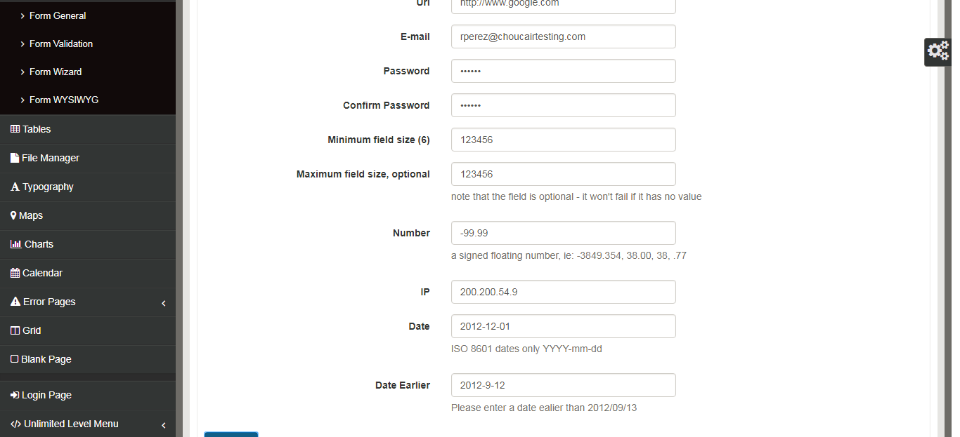 Form General
Form Validation
Form Wizard
Form WYSIWYG
Tables
File Manager
Typography
Maps
Charts
Calendar
Error Pages
Grid
Blank Page
Login Page
</> Unlimited Level Menu
Url http://www.google.com
E-mail rperez@choucairtesting.com
Password ••••••
Confirm Password ••••••
Minimum field size (6) 123456
Maximum field size, optional 123456
note that the field is optional - it won't fail if it has no value
Number -99.99
a signed floating number, ie: -3849.354, 38.00, 38, .77
IP 200.200.54.9
Date 2012-12-01
ISO 8601 dates only YYYY-mm-dd
Date Earlier 2012-9-12
Please enter a date ealier than 2012/09/13